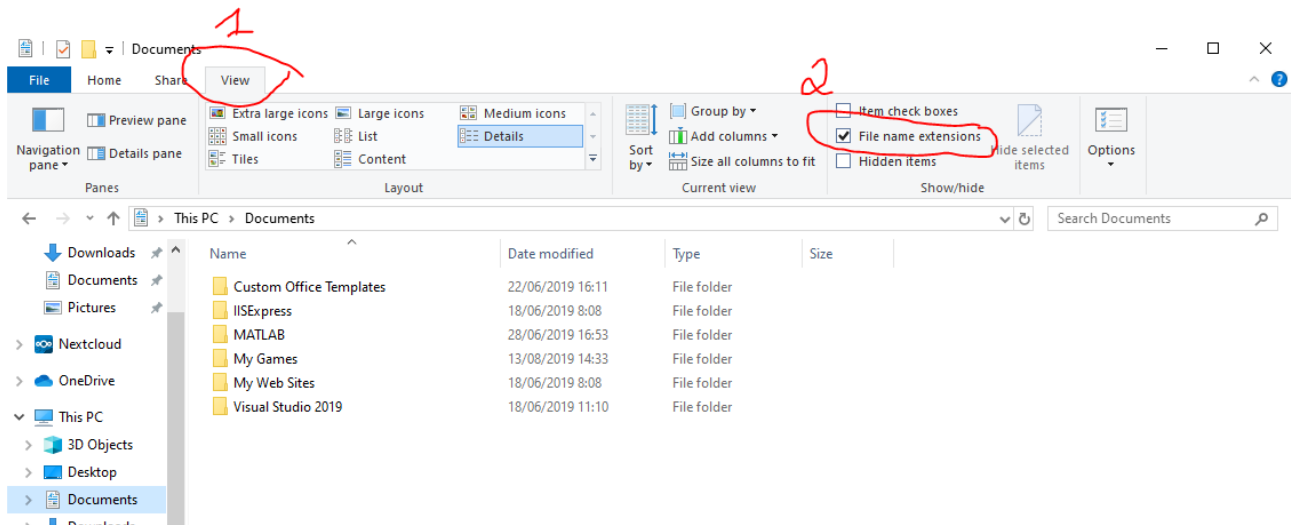 1
Documents
File Home Share View
2
Extra large icons Large icons Medium icons
Group by
Item check boxes
Preview pane
Small icons List Details
Add columns
File name extensions
Navigation pane
Details pane
Tiles Content
Sort by
Size all columns to fit
Hidden items
Hide selected items
Options
Panes Layout Current view Show/hide
This PC > Documents
Search Documents
Name Date modified Type Size
Downloads
Documents
Pictures
Nextcloud
OneDrive
This PC
3D Objects
Desktop
Documents
Downloads
Custom Office Templates 22/06/2019 16:11 File folder
IISExpress 18/06/2019 8:08 File folder
MATLAB 28/06/2019 16:53 File folder
My Games 13/08/2019 14:33 File folder
My Web Sites 18/06/2019 8:08 File folder
Visual Studio 2019 18/06/2019 11:10 File folder